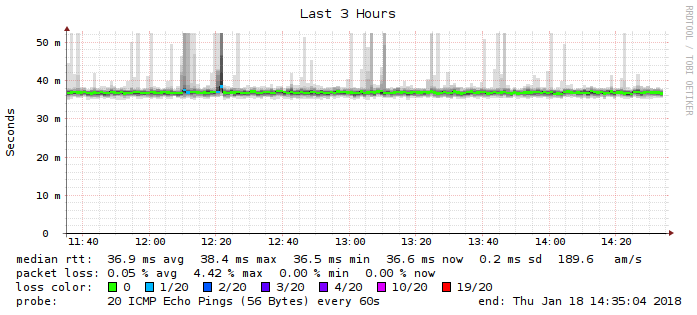 Last 3 Hours
RRDTOOL / TOBI OETIKER
Seconds
50 m
40 m
30 m
20 m
10 m
0
11:40 12:00 12:20 12:40 13:00 13:20 13:40 14:00 14:20
median rtt: 36.9 ms avg 38.4 ms max 36.5 ms min 36.6 ms now 0.2 ms sd 189.6 am/s
packet loss: 0.05 % avg 4.42 % max 0.00 % min 0.00 % now
loss color: 0 1/20 2/20 3/20 4/20 10/20 19/20
probe: 20 ICMP Echo Pings (56 Bytes) every 60s end: Thu Jan 18 14:35:04 2018